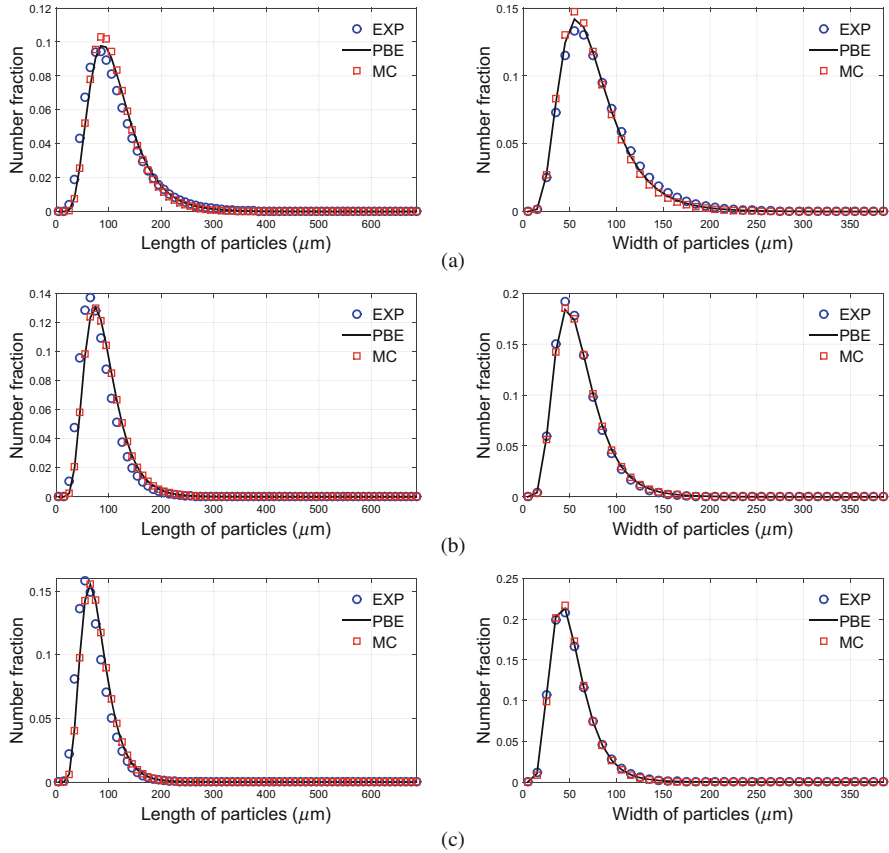 0.12
0.1
0.08
0.06
0.04
0.02
0
0 100 200 300 400 500 600
Number fraction
Length of particles (μm)
EXP
PBE
MC
0.15
0.1
0.05
0
0 50 100 150 200 250 300 350
Number fraction
Width of particles (μm)
EXP
PBE
MC
(a)
0.14
0.12
0.1
0.08
0.06
0.04
0.02
0
0 100 200 300 400 500 600
Number fraction
Length of particles (μm)
EXP
PBE
MC
0.2
0.15
0.1
0.05
0
0 50 100 150 200 250 300 350
Number fraction
Width of particles (μm)
EXP
PBE
MC
(b)
0.15
0.1
0.05
0
0 100 200 300 400 500 600
Number fraction
Length of particles (μm)
EXP
PBE
MC
0.25
0.2
0.15
0.1
0.05
0
0 50 100 150 200 250 300 350
Number fraction
Width of particles (μm)
EXP
PBE
MC
(c)